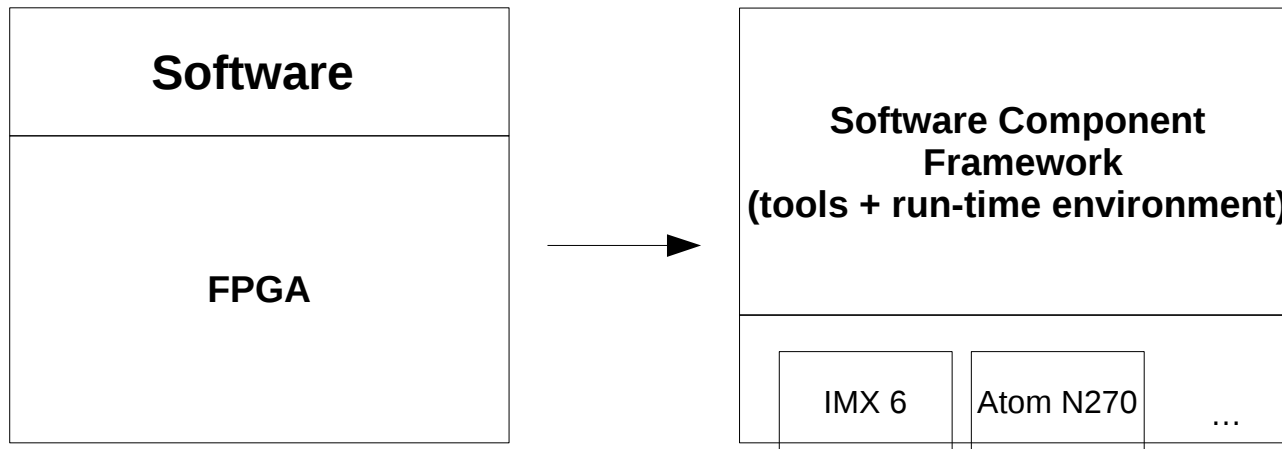 Software
FPGA
Software Component
Framework
(tools + run-time environment)
IMX 6
Atom N270
...